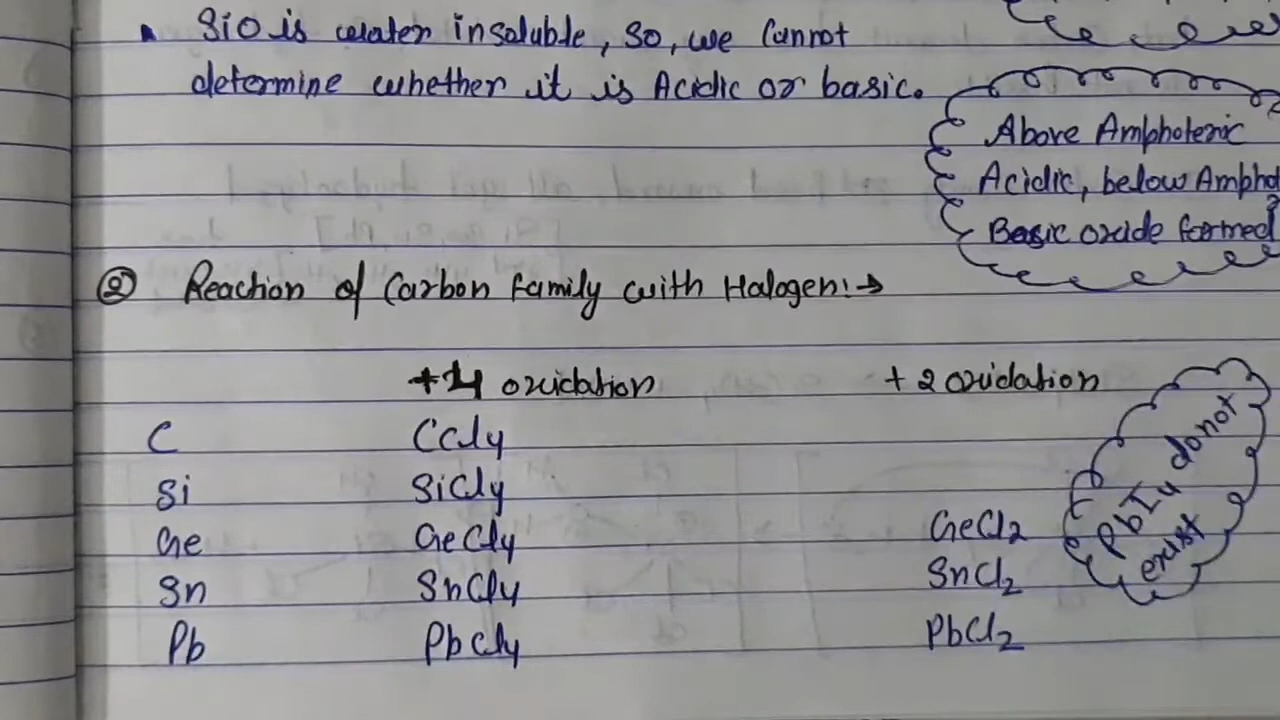 ▪ SiO is water insoluble, so, we Cannot
determine whether it is Acidic or basic.
Above Amphoteric
Acidic, below Ampho
Basic oxide formed
② Reaction of Carbon Family with Halogen:→
+4 oxidation +2 oxidation
C CCl4
Si SiCl4
Ge GeCl4 GeCl2
Sn SnCl4 SnCl2
Pb PbCl4 PbCl2
PbI4 do not
exist